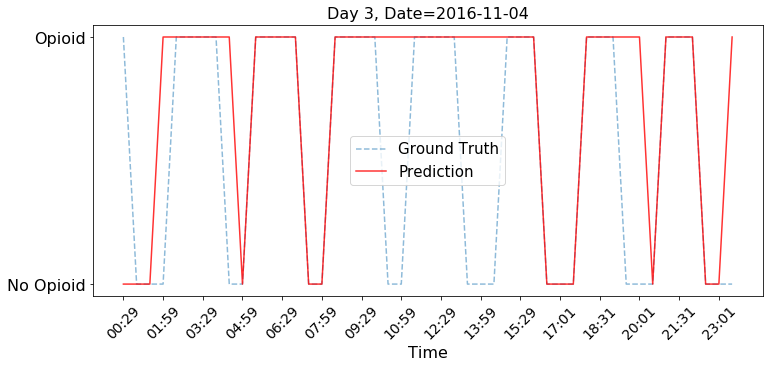 Day 3, Date=2016-11-04
Opioid
No Opioid
Ground Truth
Prediction
00:29
01:59
03:29
04:59
06:29
07:59
09:29
10:59
12:29
13:59
15:29
17:01
18:31
20:01
21:31
23:01
Time